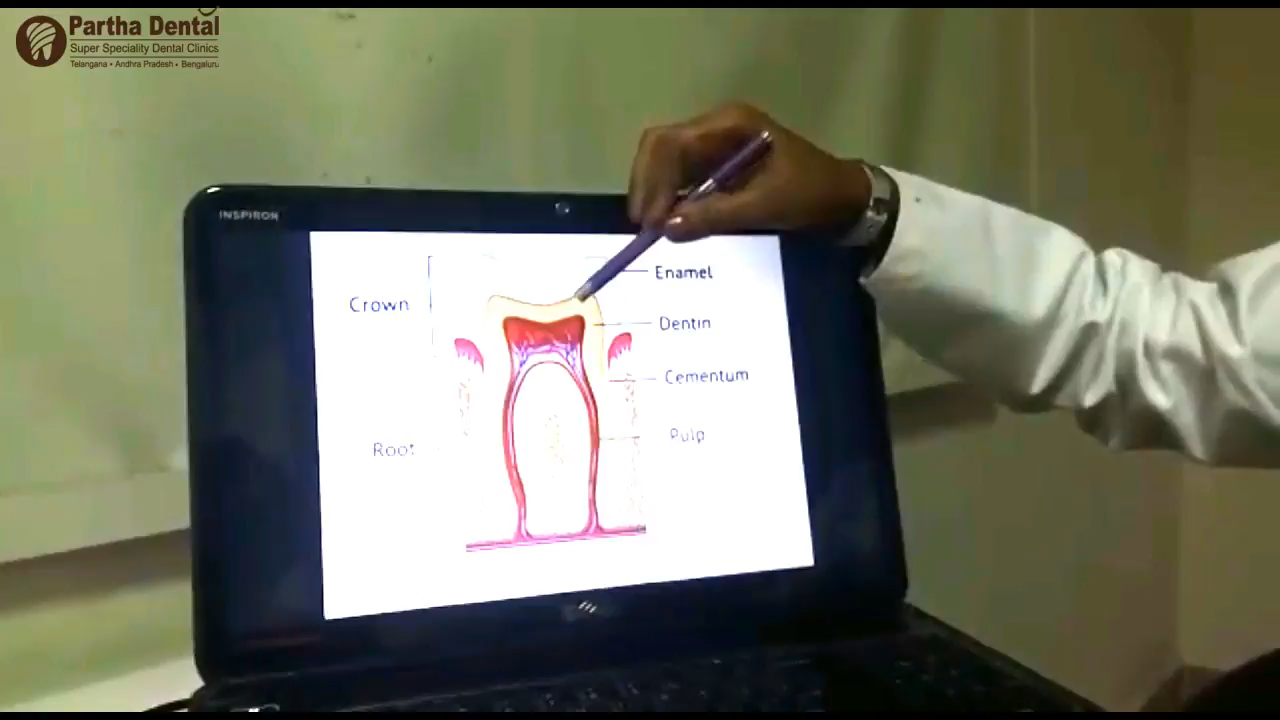 Partha Dental
Super Speciality Dental Clinics
Telangana • Andhra Pradesh • Bengaluru
INSPIRON
Enamel
Crown
Dentin
Cementum
Pulp
Root